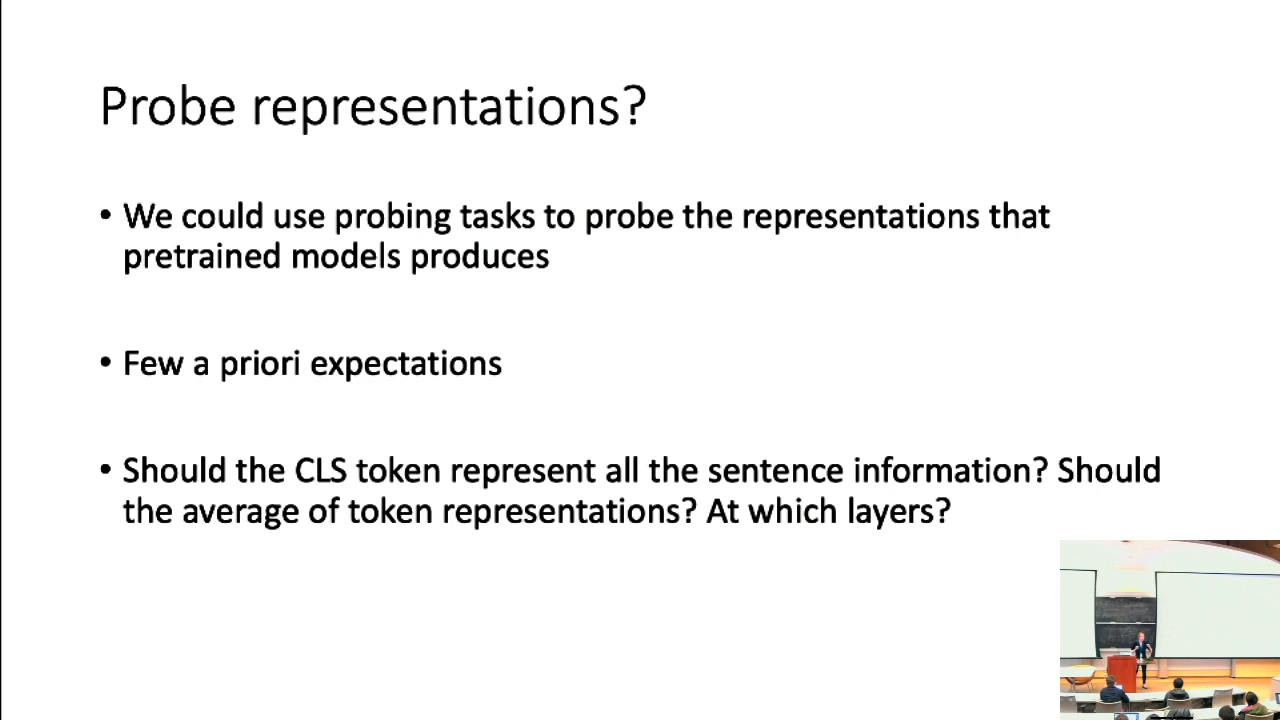 Probe representations?
• We could use probing tasks to probe the representations that
pretrained models produces
• Few a priori expectations
• Should the CLS token represent all the sentence information? Should
the average of token representations? At which layers?